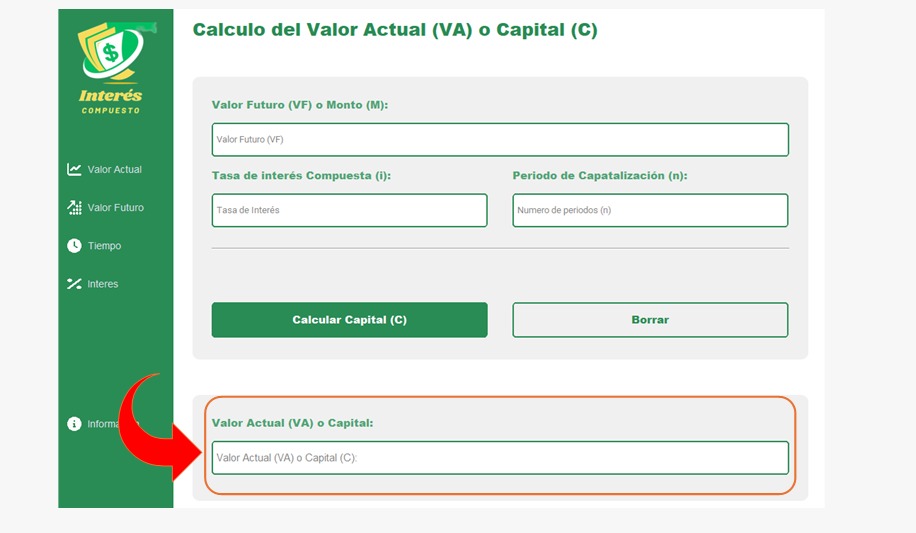 Calculo del Valor Actual (VA) o Capital (C)
Interés
COMPUESTO
Valor Actual
Valor Futuro
Tiempo
Interes
Valor Futuro (VF) o Monto (M):
Valor Futuro (VF)
Tasa de interés Compuesta (i):
Periodo de Capatalización (n):
Tasa de Interés
Numero de periodos (n)
Calcular Capital (C)
Borrar
Valor Actual (VA) o Capital:
Valor Actual (VA) o Capital (C):